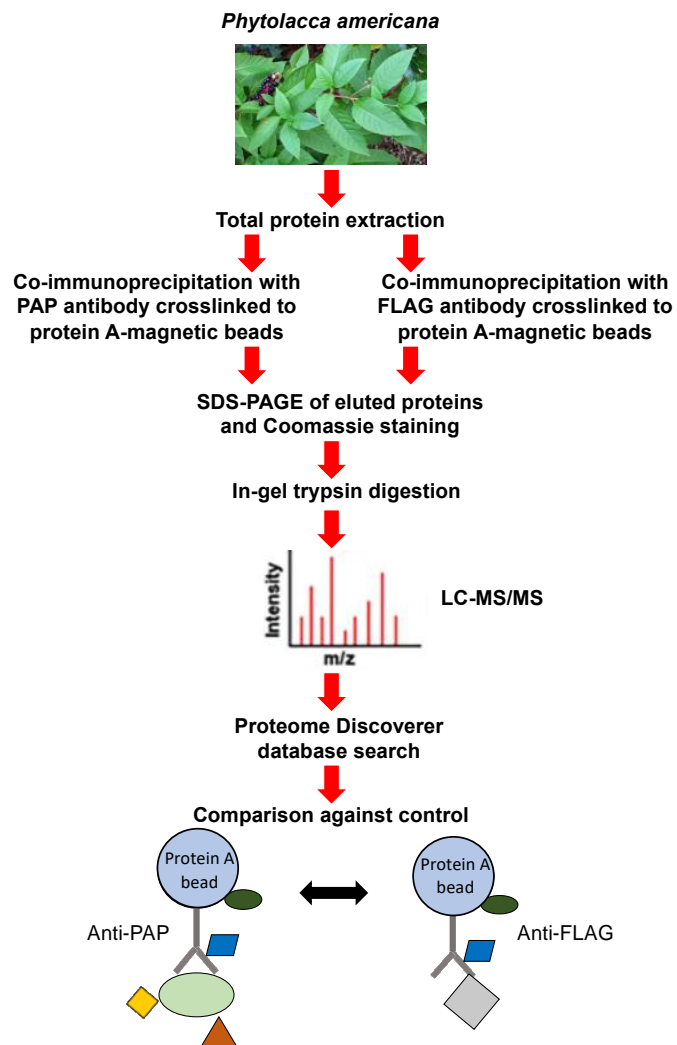 Phytolacca americana
Total protein extraction
Co-immunoprecipitation with
PAP antibody crosslinked to
protein A-magnetic beads
Co-immunoprecipitation with
FLAG antibody crosslinked to
protein A-magnetic beads
SDS-PAGE of eluted proteins
and Coomassie staining
In-gel trypsin digestion
Intensity
m/z
LC-MS/MS
Proteome Discoverer
database search
Comparison against control
Protein A
bead
Anti-PAP
Protein A
bead
Anti-FLAG